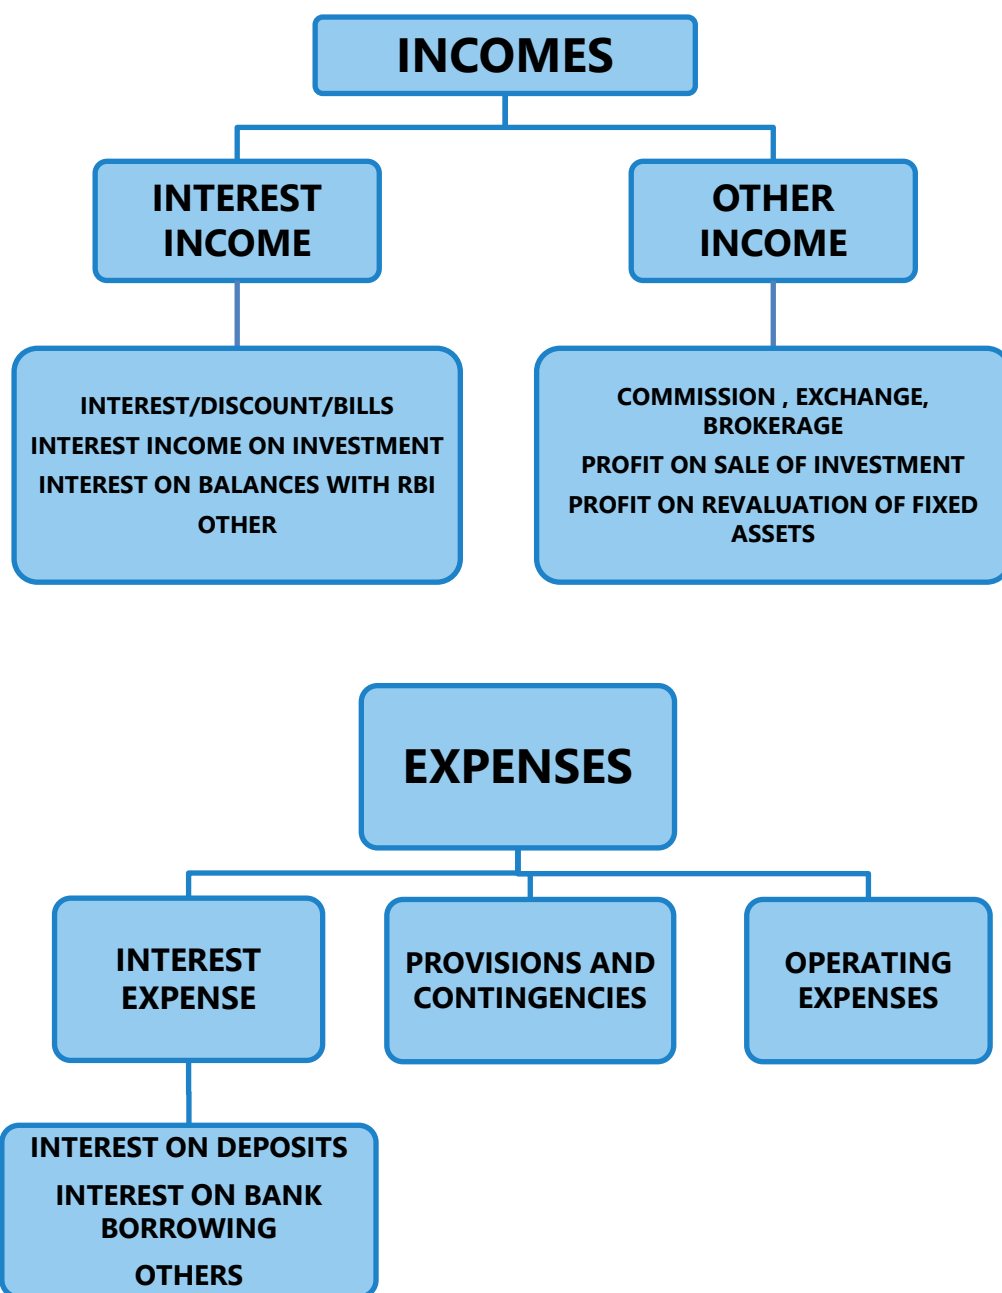 INCOMES
INTEREST
INCOME
OTHER
INCOME
INTEREST/DISCOUNT/BILLS
INTEREST INCOME ON INVESTMENT
INTEREST ON BALANCES WITH RBI
OTHER
COMMISSION , EXCHANGE,
BROKERAGE
PROFIT ON SALE OF INVESTMENT
PROFIT ON REVALUATION OF FIXED
ASSETS
EXPENSES
INTEREST
EXPENSE
PROVISIONS AND
CONTINGENCIES
OPERATING
EXPENSES
INTEREST ON DEPOSITS
INTEREST ON BANK
BORROWING
OTHERS